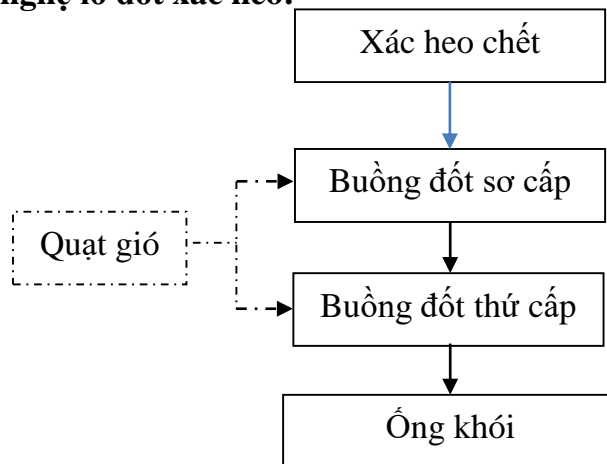 nghệ lò đốt xác heo:
Xác heo chết
Buồng đốt sơ cấp
Quạt gió
Buồng đốt thứ cấp
Ống khói